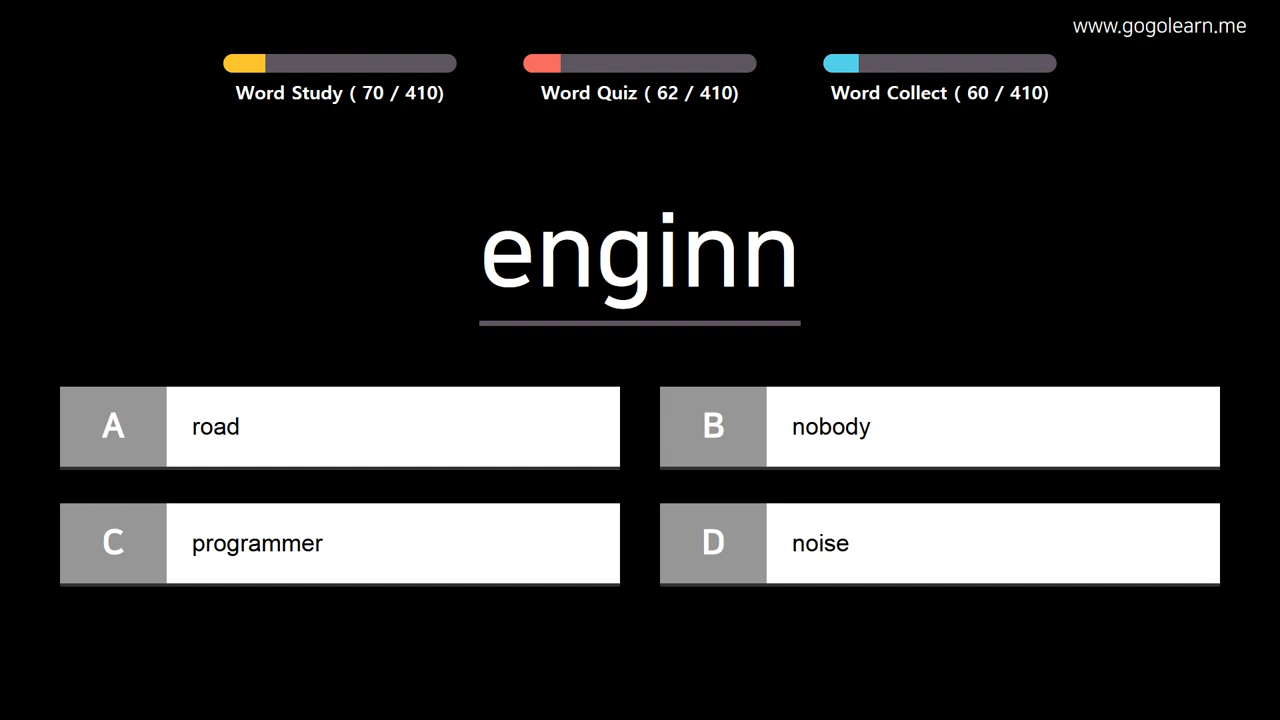 www.gogolearn.me
Word Study ( 70 / 410)
Word Quiz ( 62 / 410)
Word Collect ( 60 / 410)
enginn
A road
B nobody
C programmer
D noise